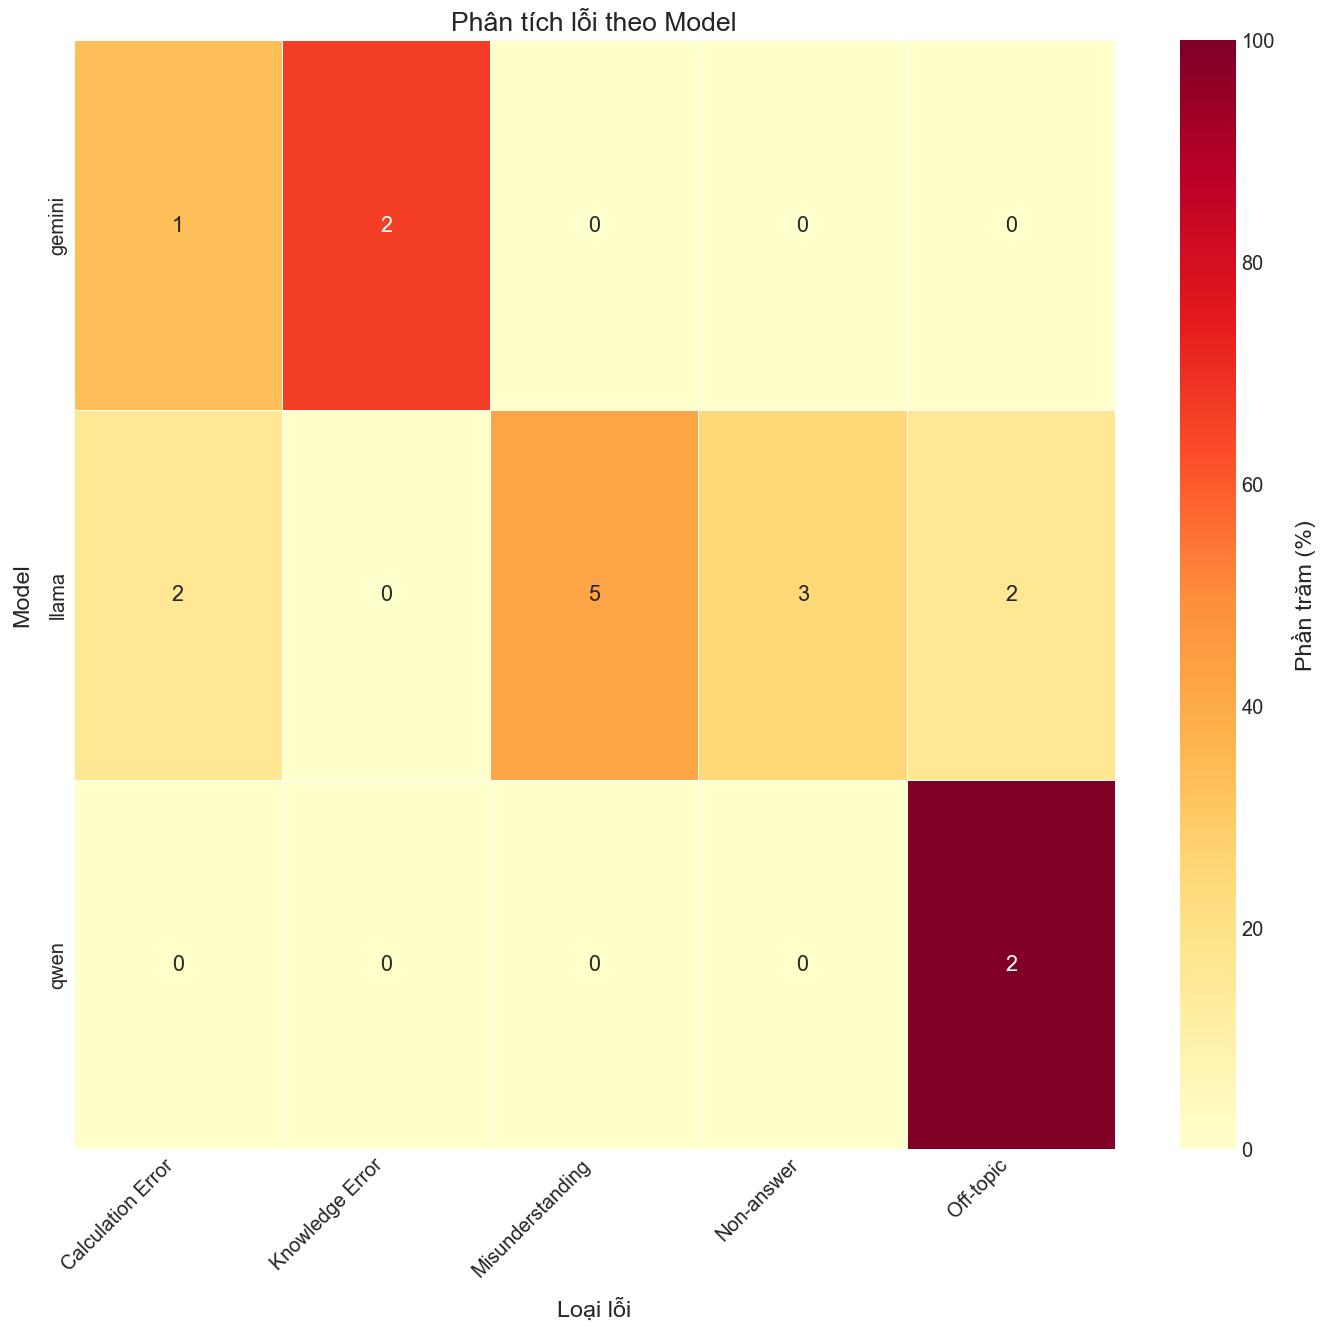 Phân tích lỗi theo Model
100
80
60
40
20
0
Phần trăm (%)
Model
gemini
1 2 0 0 0
llama
2 0 5 3 2
qwen
0 0 0 0 2
Calculation Error
Knowledge Error
Misunderstanding
Non-answer
Off-topic
Loại lỗi